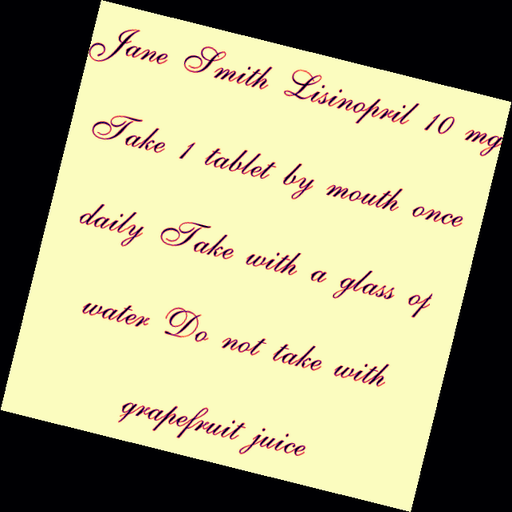 Jane Smith Lisinopril 10 mg
Take 1 tablet by mouth once
daily Take with a glass of
water Do not take with
grapefruit juice